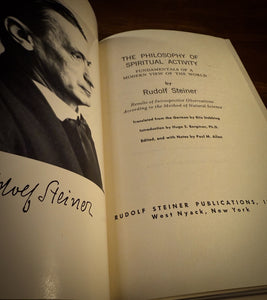 THE PHILOSOPHY OF
SPIRITUAL ACTIVITY
FUNDAMENTALS OF A
MODERN VIEW OF THE WORLD
by
Rudolf Steiner
Results of Introspective Observations
According to the Method of Natural Science
Translated from the German by Rita Stebbing
Introduction by Hugo S. Bergman, Ph.D.
Edited, and with Notes by Paul M. Allen
dolf Steiner
RUDOLF STEINER PUBLICATIONS,
West Nyack, New York